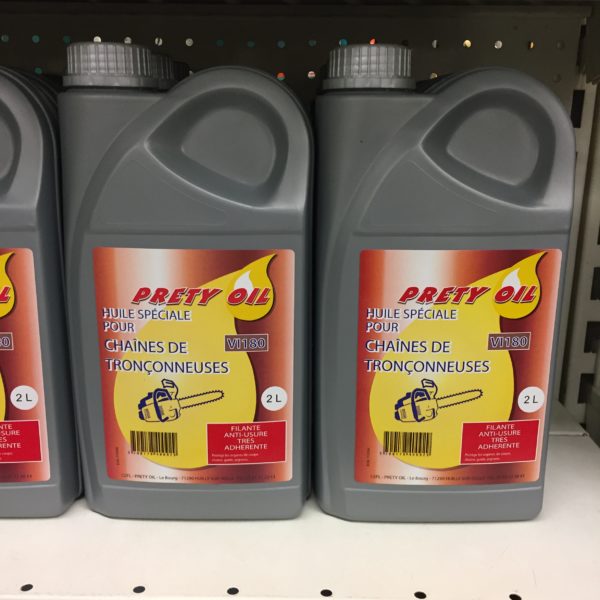 PRETY OIL
HUILE SPÉCIALE
POUR
VI180
CHAÎNES DE
TRONÇONNEUSES
2 L
FILANTE
ANTI-USURE
TRES
ADHERENTE
PRETY OIL
HUILE SPÉCIALE
POUR
VI180
CHAÎNES DE
TRONÇONNEUSES
2 L
FILANTE
ANTI-USURE
TRES
ADHERENTE
2 L